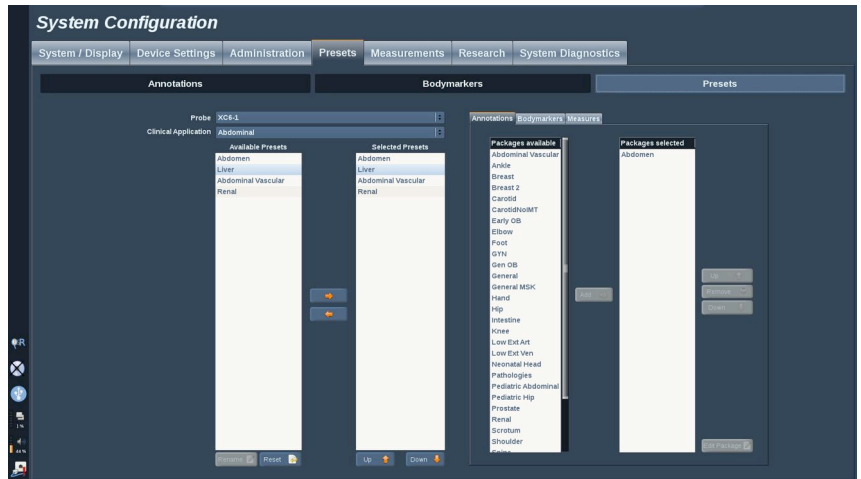 System Configuration
System / Display Device Settings Administration Presets Measurements Research System Diagnostics
Annotations Bodymarkers Presets
Probe XC6-1
Clinical Application Abdominal
Available Presets
Abdomen
Liver
Abdominal Vascular
Renal
Selected Presets
Abdomen
Liver
Abdominal Vascular
Renal
Rename Reset
Up Down
Annotations Bodymarkers Measures
Packages available
Abdominal Vascular
Ankle
Breast
Breast 2
Carotid
CarotidNoIMT
Early OB
Elbow
Foot
GYN
Gen OB
General
General MSK
Hand
Hip
Intestine
Knee
Low Ext Art
Low Ext Ven
Neonatal Head
Pathologies
Pediatric Abdominal
Pediatric Hip
Prostate
Renal
Scrotum
Shoulder
Add
Packages selected
Abdomen
Up
Remove
Down
Edit Package
R
1%
44%